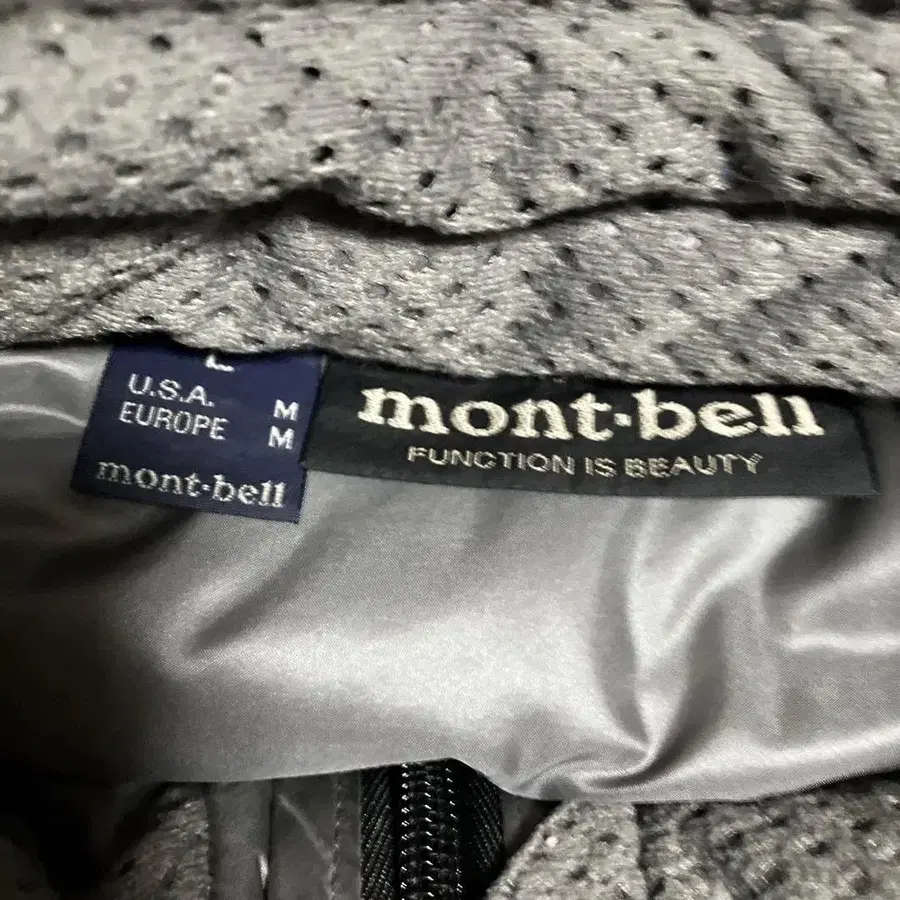 U.S.A. M
EUROPE M
mont·bell
mont·bell
FUNCTION IS BEAUTY